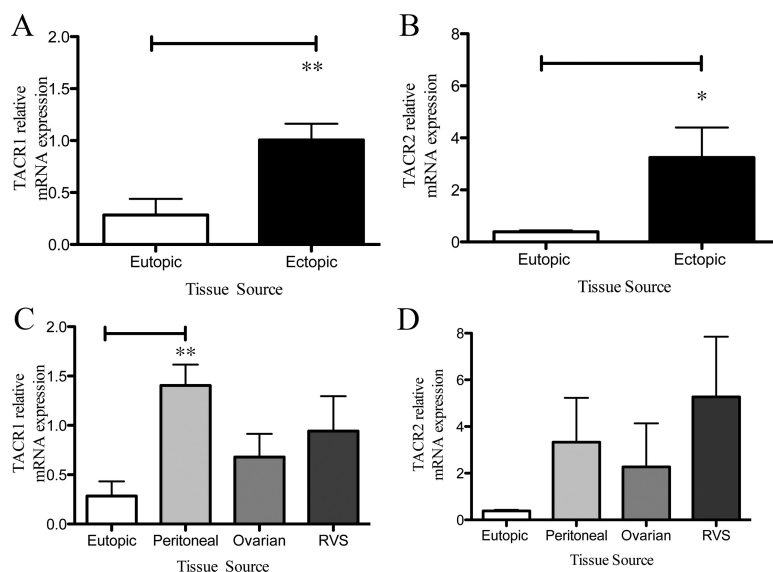 A
TACR1 relative
mRNA expression
2.0
1.5
1.0
0.5
0.0
**
Eutopic Ectopic
Tissue Source
B
TACR2 relative
mRNA expression
8
6
4
2
0
*
Eutopic Ectopic
Tissue Source
C
TACR1 relative
mRNA expression
2.0
1.5
1.0
0.5
0.0
**
Eutopic Peritoneal Ovarian RVS
Tissue Source
D
TACR2 relative
mRNA expression
8
6
4
2
0
Eutopic Peritoneal Ovarian RVS
Tissue Source